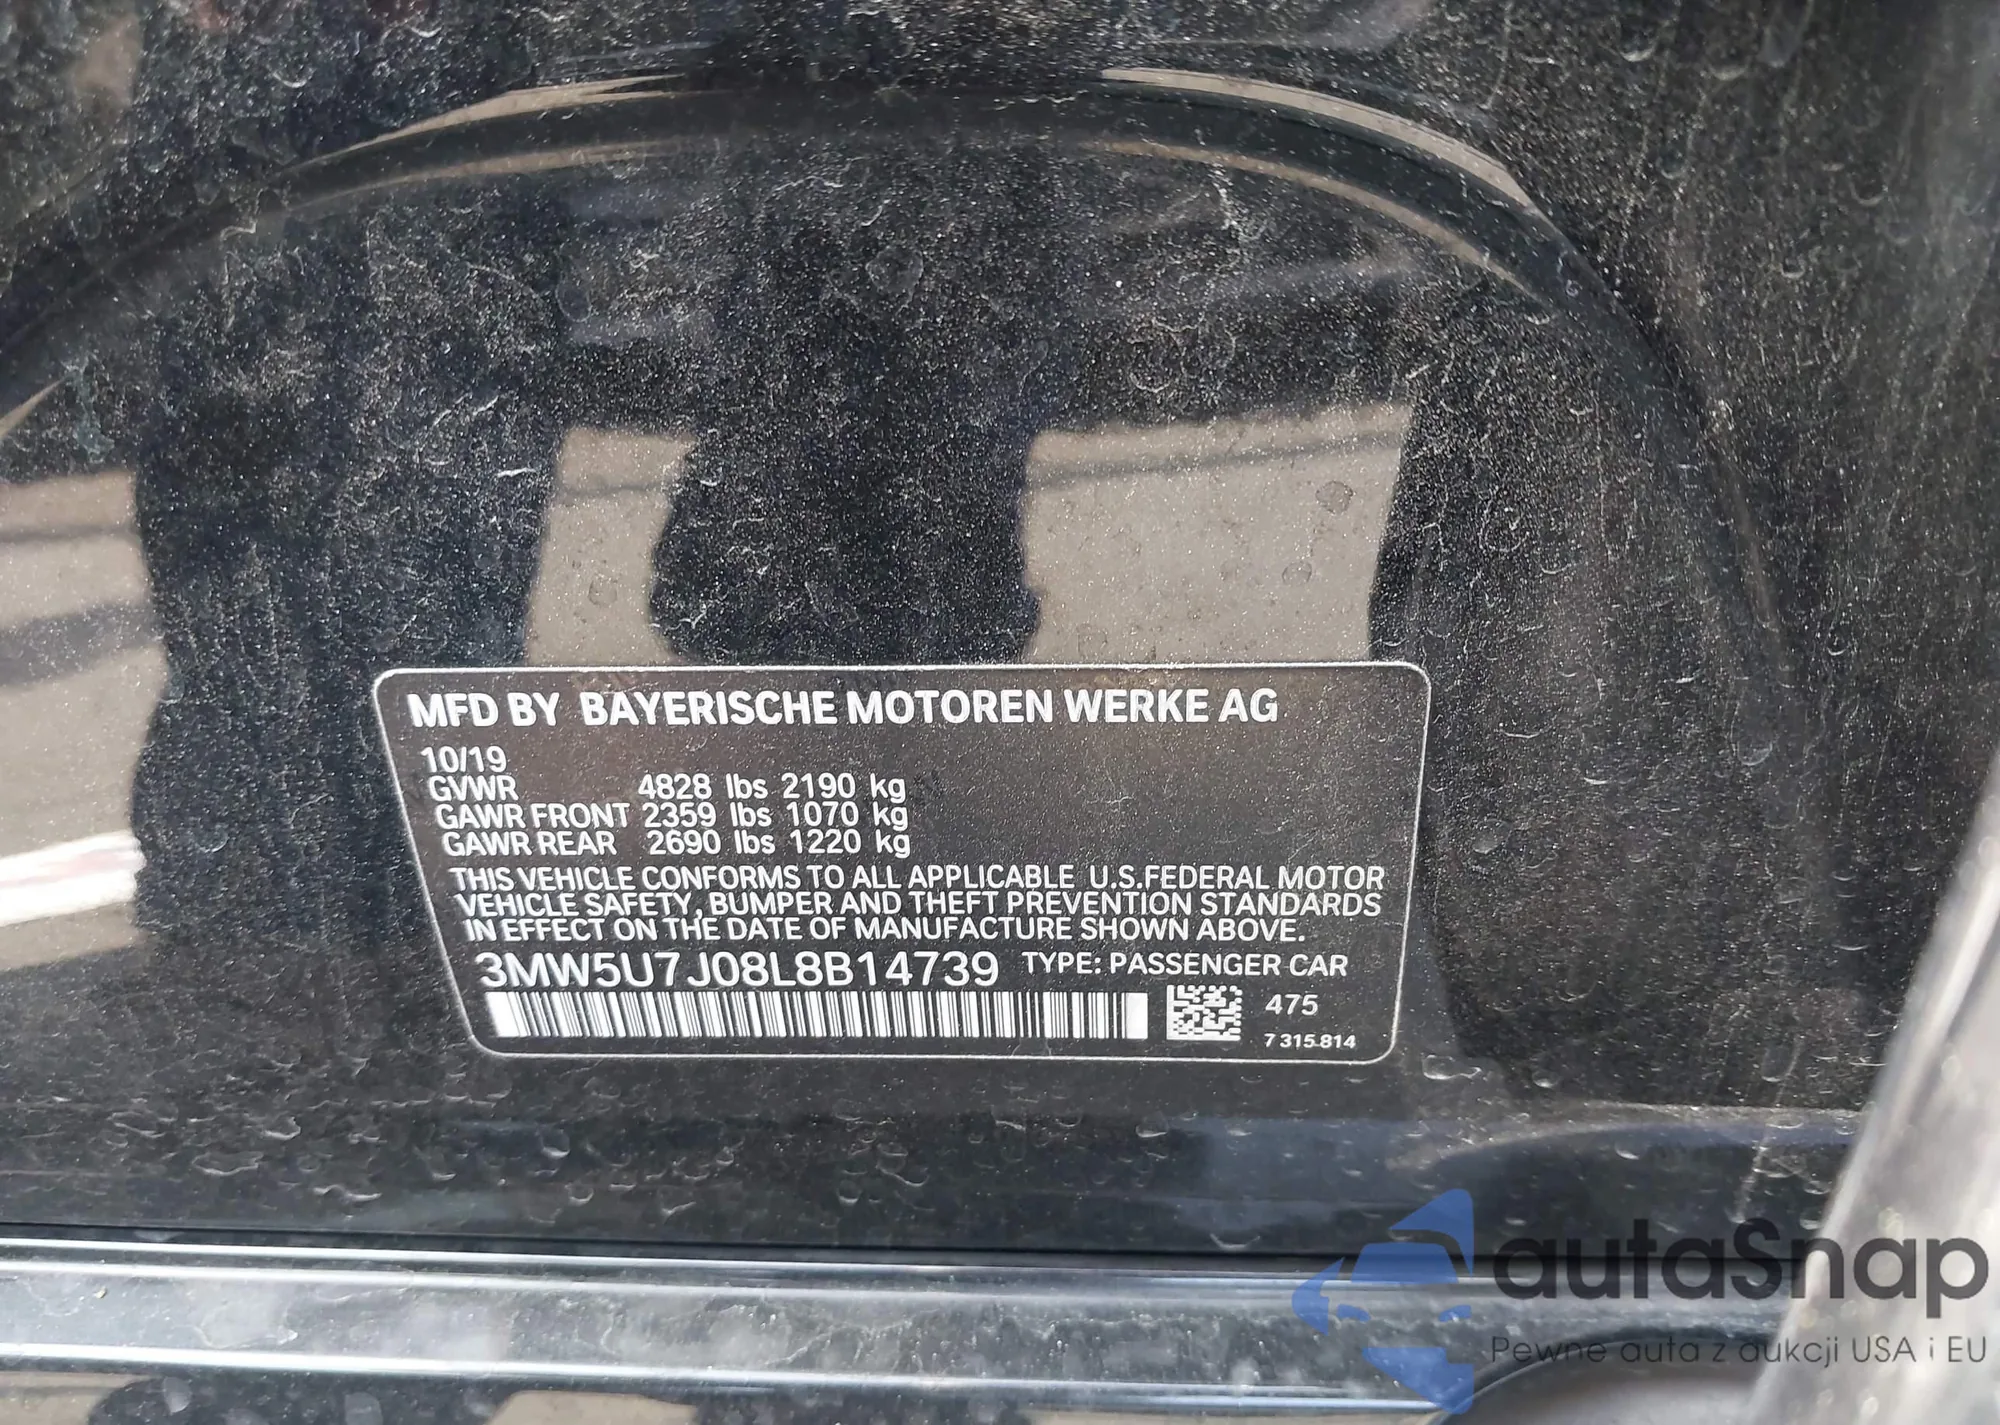 MFD BY BAYERISCHE MOTOREN WERKE AG
10/19
GVWR 4828 lbs 2190 kg
GAWR FRONT 2359 lbs 1070 kg
GAWR REAR 2690 lbs 1220 kg
THIS VEHICLE CONFORMS TO ALL APPLICABLE U.S.FEDERAL MOTOR
VEHICLE SAFETY, BUMPER AND THEFT PREVENTION STANDARDS
IN EFFECT ON THE DATE OF MANUFACTURE SHOWN ABOVE.
3MW5U7J08L8B14739 TYPE: PASSENGER CAR
475
7 315.814
autaSnap
Pewne auta z aukcji USA i EU